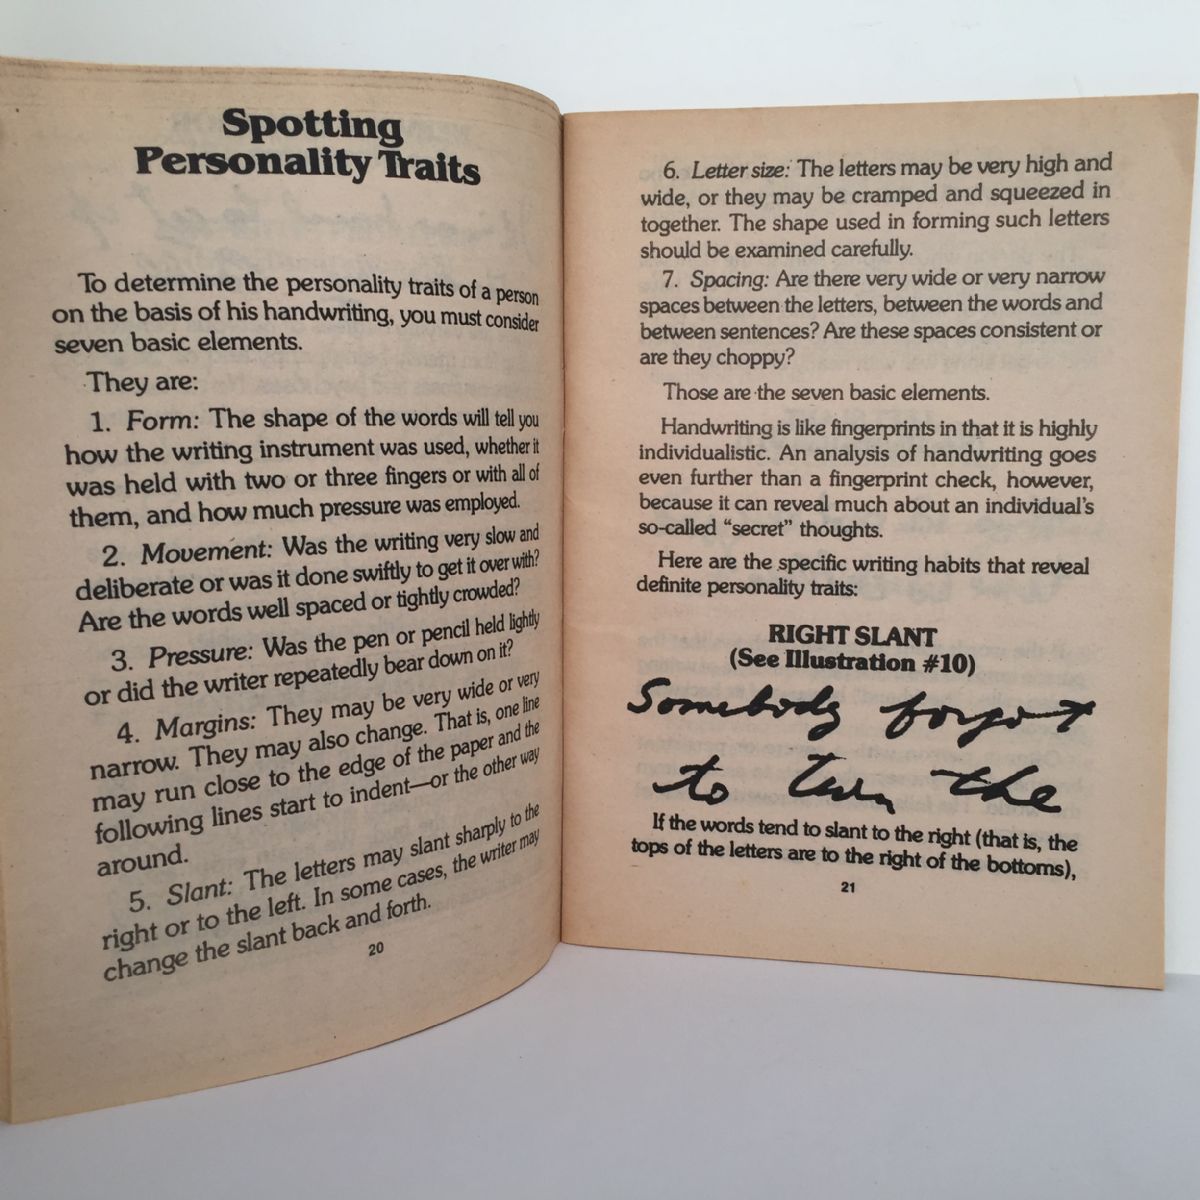 Spotting
Personality Traits
To determine the personality traits of a person
on the basis of his handwriting, you must consider
seven basic elements.
They are:
1. Form: The shape of the words will tell you
how the writing instrument was used, whether it
was held with two or three fingers or with all of
them, and how much pressure was employed.
2. Movement: Was the writing very slow and
deliberate or was it done swiftly to get it over with?
Are the words well spaced or tightly crowded?
3. Pressure: Was the pen or pencil held lightly
or did the writer repeatedly bear down on it?
4. Margins: They may be very wide or very
narrow. They may also change. That is, one line
may run close to the edge of the paper and the
following lines start to indent—or the other way
around.
5. Slant: The letters may slant sharply to the
right or to the left. In some cases, the writer may
change the slant back and forth.
20
6. Letter size: The letters may be very high and
wide, or they may be cramped and squeezed in
together. The shape used in forming such letters
should be examined carefully.
7. Spacing: Are there very wide or very narrow
spaces between the letters, between the words and
between sentences? Are these spaces consistent or
are they choppy?
Those are the seven basic elements.
Handwriting is like fingerprints in that it is highly
individualistic. An analysis of handwriting goes
even further than a fingerprint check, however,
because it can reveal much about an individual's
so-called "secret" thoughts.
Here are the specific writing habits that reveal
definite personality traits:
RIGHT SLANT
(See Illustration #10)
Somebody forgot
to turn the
If the words tend to slant to the right (that is, the
tops of the letters are to the right of the bottoms),
21